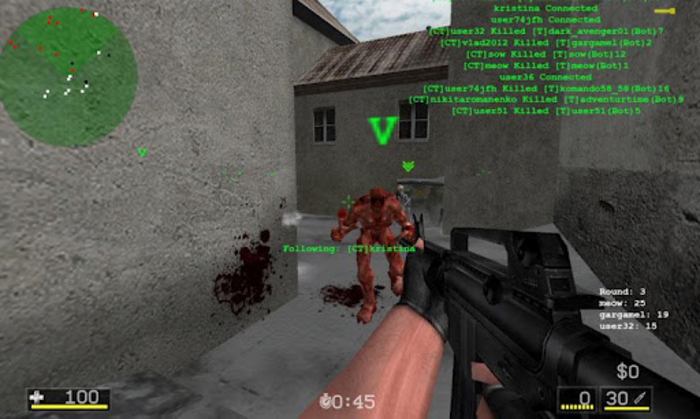 kristina Connected
user74jfh Connected
[CT]user32 Killed [T]dark_avenger01(Bot)7
[CT]vlad2012 Killed [T]gargamel(Bot)2
[CT]sow Killed [T]sow(Bot)12
[CT]meow Killed [T]meow(Bot)1
user36 Connected
[CT]user74jfh Killed [T]komando58_58(Bot)16
[CT]nikitaromanenko Killed [T]adventurtime(Bot)9
[CT]user51 Killed [T]user51(Bot)5
V
Following: [CT]kristina
Round: 3
meow: 25
gargamel: 19
user32: 15
$0
100
0:45
0
30